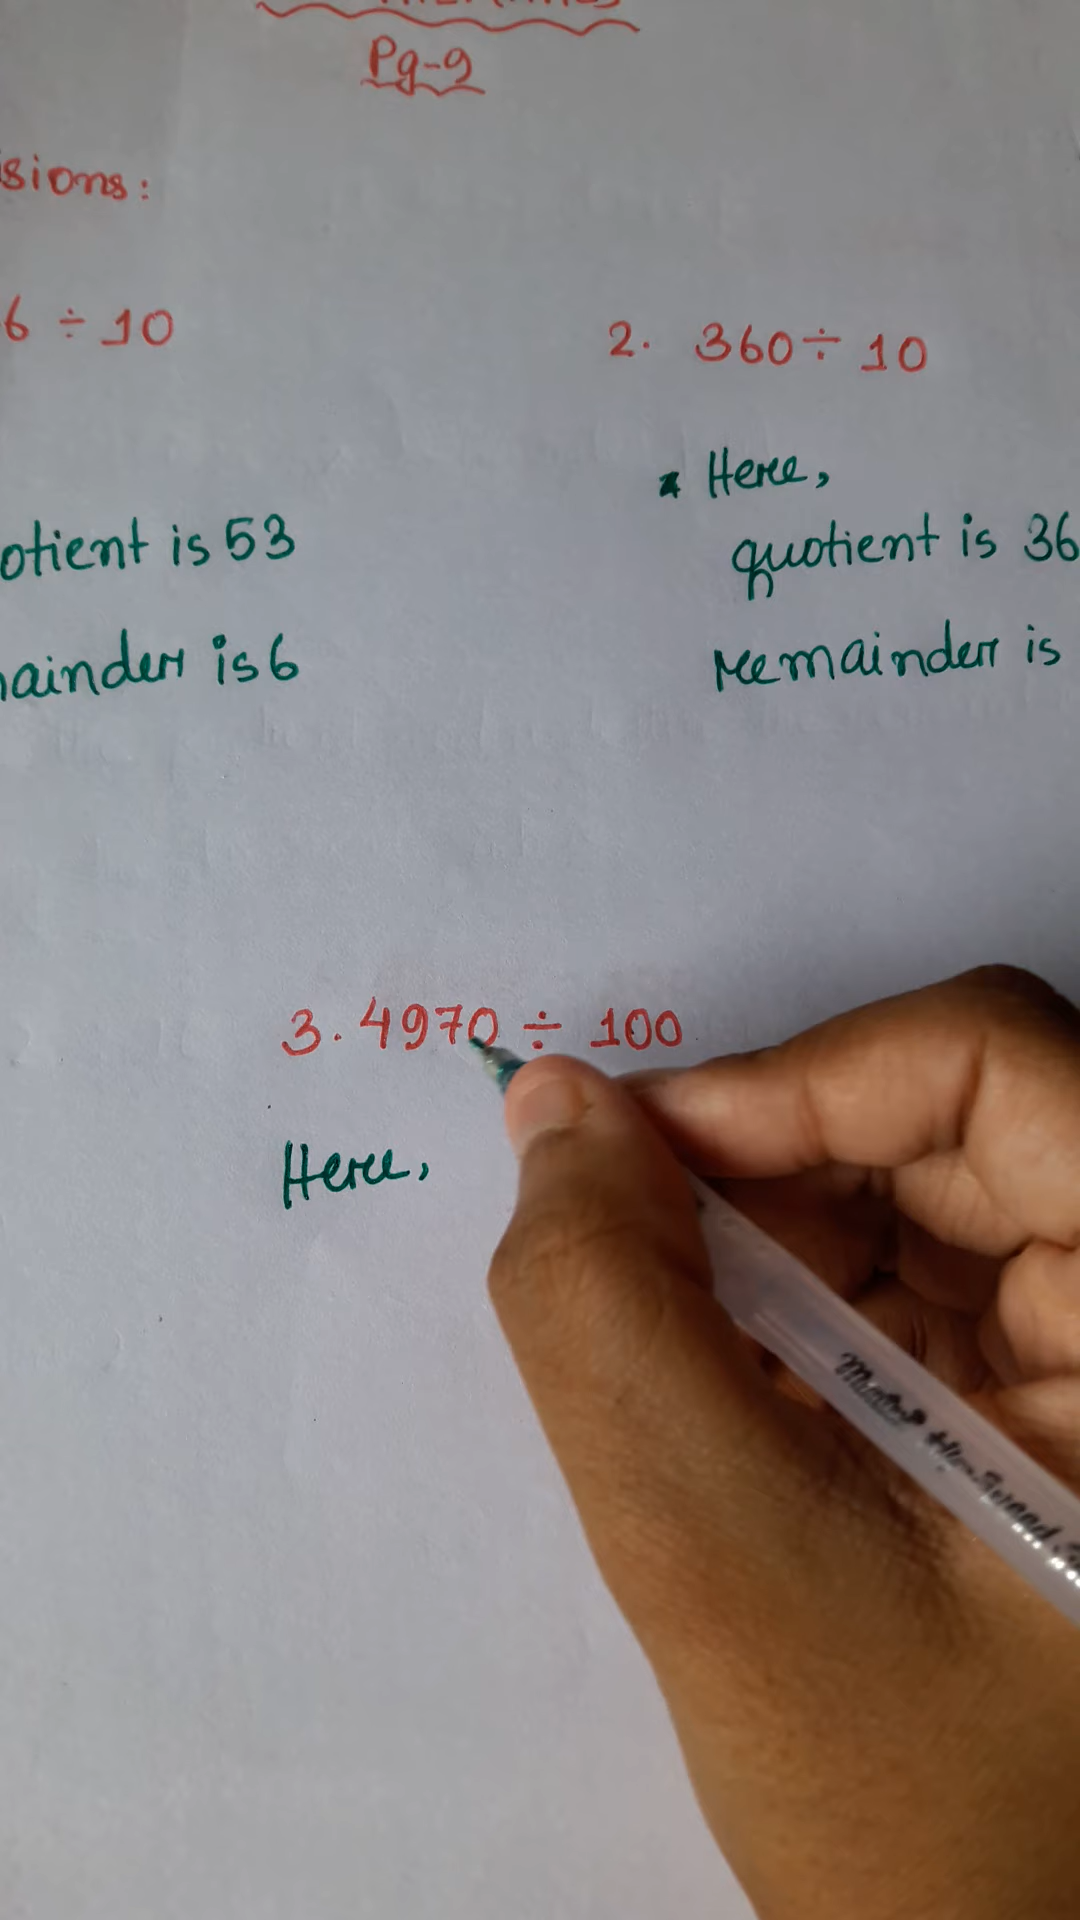 Pg-9
sions:
6 ÷ 10
2. 360 ÷ 10
Here,
quotient is 36
otient is 53
remainder is
mainder is 6
3. 4970 ÷ 100
Here,